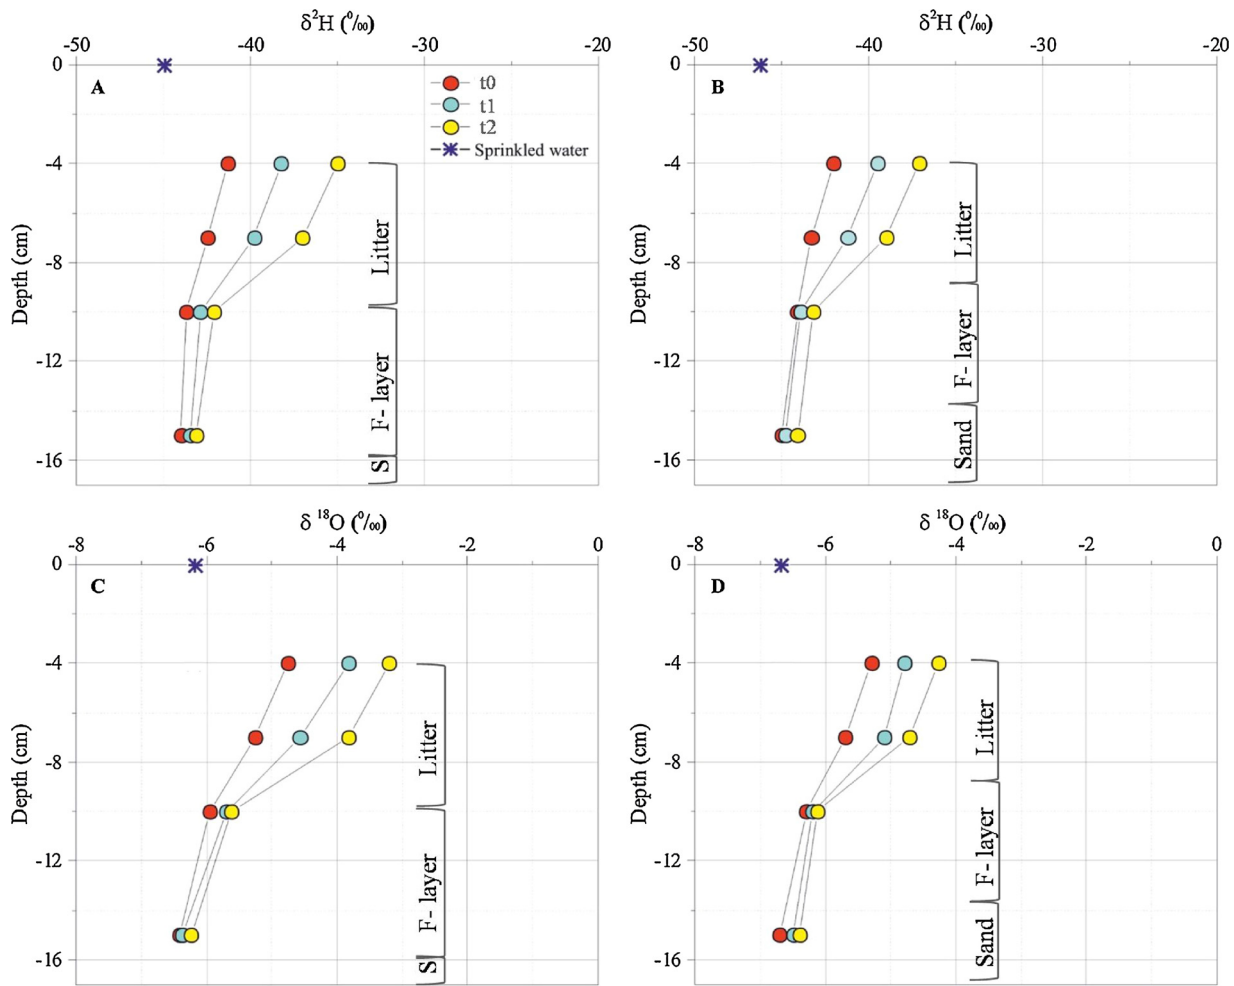 δ²H (‰)
-50 -40 -30 -20
0
A
t0
t1
t2
Sprinkled water
-4
Litter
Depth (cm)
-8
F- layer
-12
S
-16
δ²H (‰)
-50 -40 -30 -20
0
B
-4
Litter
Depth (cm)
-8
F- layer
-12
Sand
-16
δ ¹⁸O (‰)
-8 -6 -4 -2 0
0
C
-4
Litter
Depth (cm)
-8
F- layer
-12
S
-16
δ ¹⁸O (‰)
-8 -6 -4 -2 0
0
D
-4
Litter
Depth (cm)
-8
F- layer
-12
Sand
-16